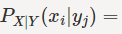 P_{X|Y}(x_i|y_j) =